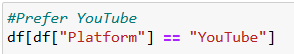 #Prefer YouTube
df[df["Platform"] == "YouTube"]